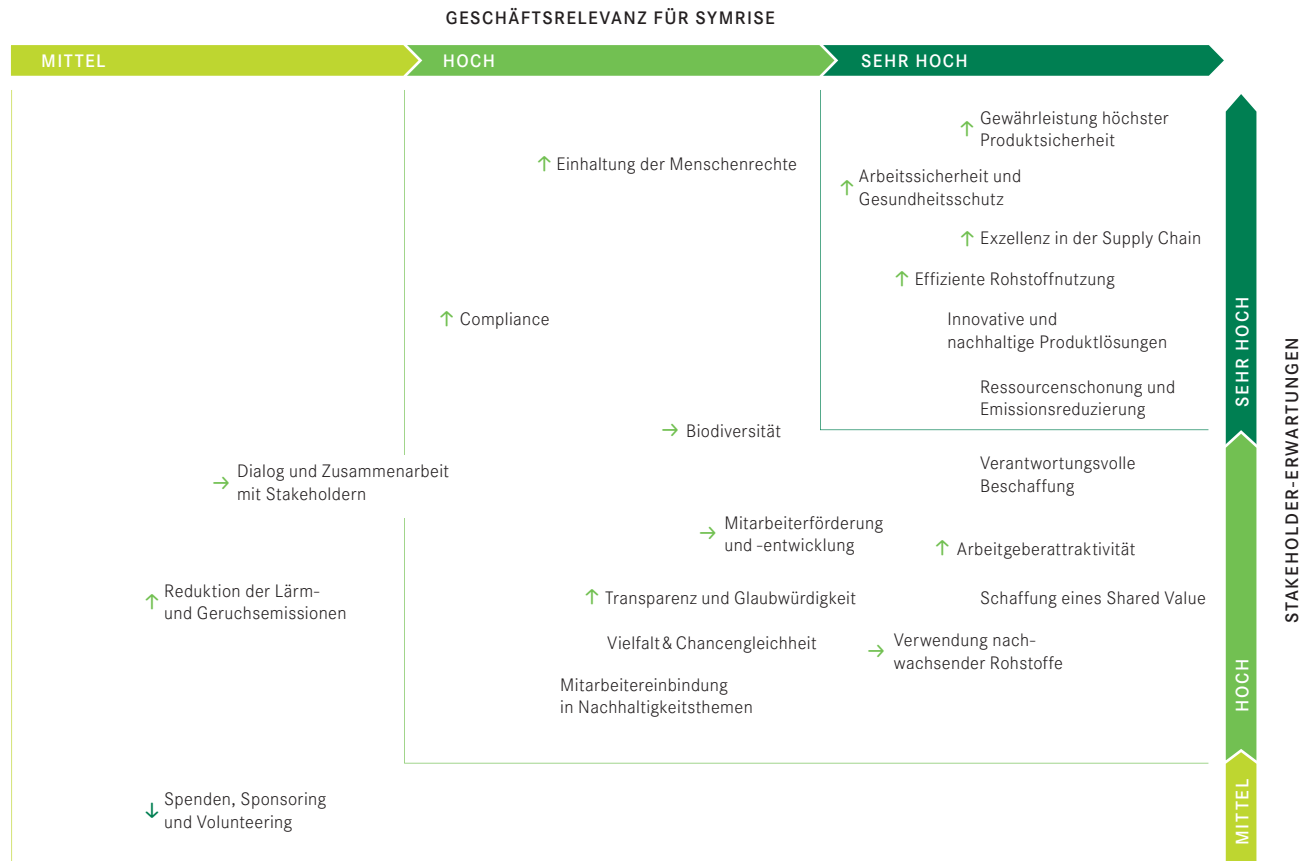 GESCHÄFTSRELEVANZ FÜR SYMRISE
MITTEL
HOCH
SEHR HOCH
↑ Gewährleistung höchster
Produktsicherheit
↑ Einhaltung der Menschenrechte
↑ Arbeitssicherheit und
Gesundheitsschutz
↑ Exzellenz in der Supply Chain
↑ Effiziente Rohstoffnutzung
↑ Compliance
Innovative und
nachhaltige Produktlösungen
Ressourcenschonung und
Emissionsreduzierung
→ Biodiversität
→ Dialog und Zusammenarbeit
mit Stakeholdern
Verantwortungsvolle
Beschaffung
→ Mitarbeiterförderung
und -entwicklung
↑ Arbeitgeberattraktivität
↑ Reduktion der Lärm-
und Geruchsemissionen
↑ Transparenz und Glaubwürdigkeit
Schaffung eines Shared Value
Vielfalt & Chancengleichheit
→ Verwendung nach-
wachsender Rohstoffe
Mitarbeitereinbindung
in Nachhaltigkeitsthemen
↓ Spenden, Sponsoring
und Volunteering
SEHR HOCH
HOCH
MITTEL
STAKEHOLDER-ERWARTUNGEN